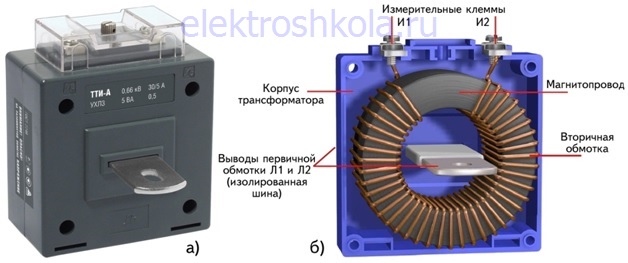 elektroshkola.ru
Измерительные клеммы
И1 И2
ТТИ-А 0,66 кВ 30/5 А
УХЛ3 5 ВА 0,5
Корпус
трансформатора
Магнитопровод
Выводы первичной
обмотки Л1 и Л2
(изолированная
шина)
Вторичная
обмотка
а) б)